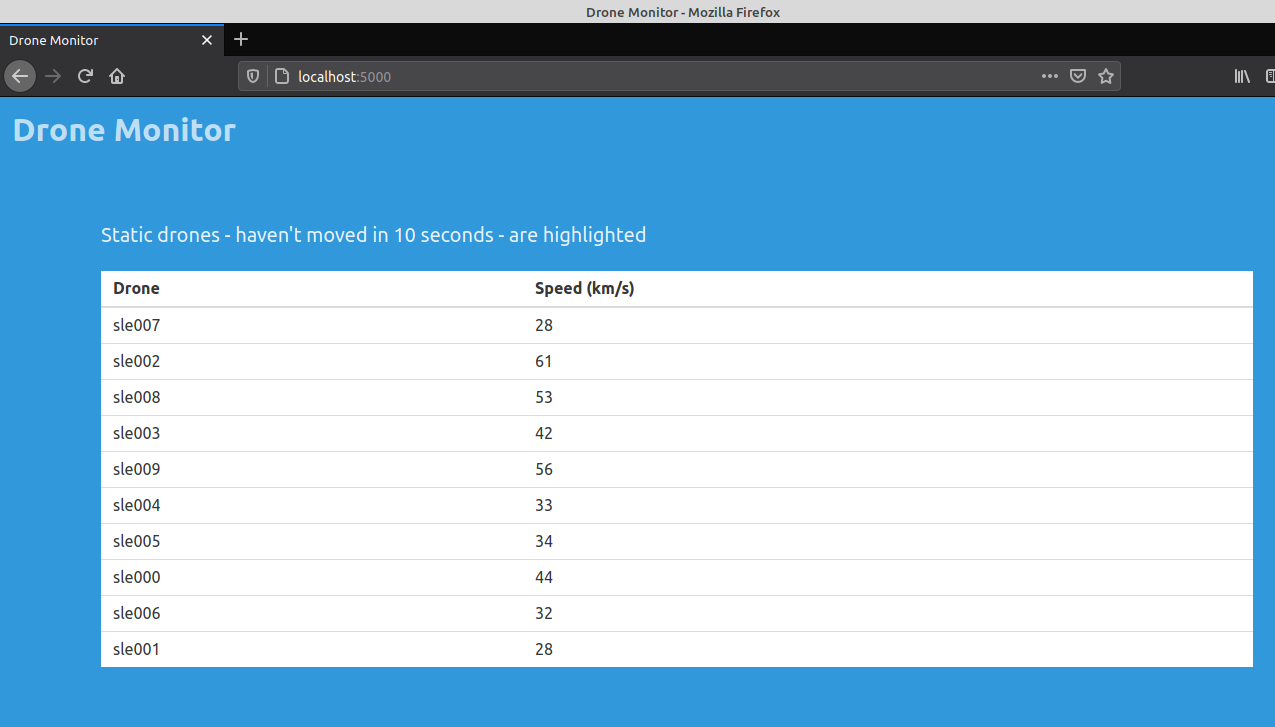 Drone Monitor - Mozilla Firefox
Drone Monitor
localhost:5000
Drone Monitor
Static drones - haven't moved in 10 seconds - are highlighted
Drone Speed (km/s)
sle007 28
sle002 61
sle008 53
sle003 42
sle009 56
sle004 33
sle005 34
sle000 44
sle006 32
sle001 28